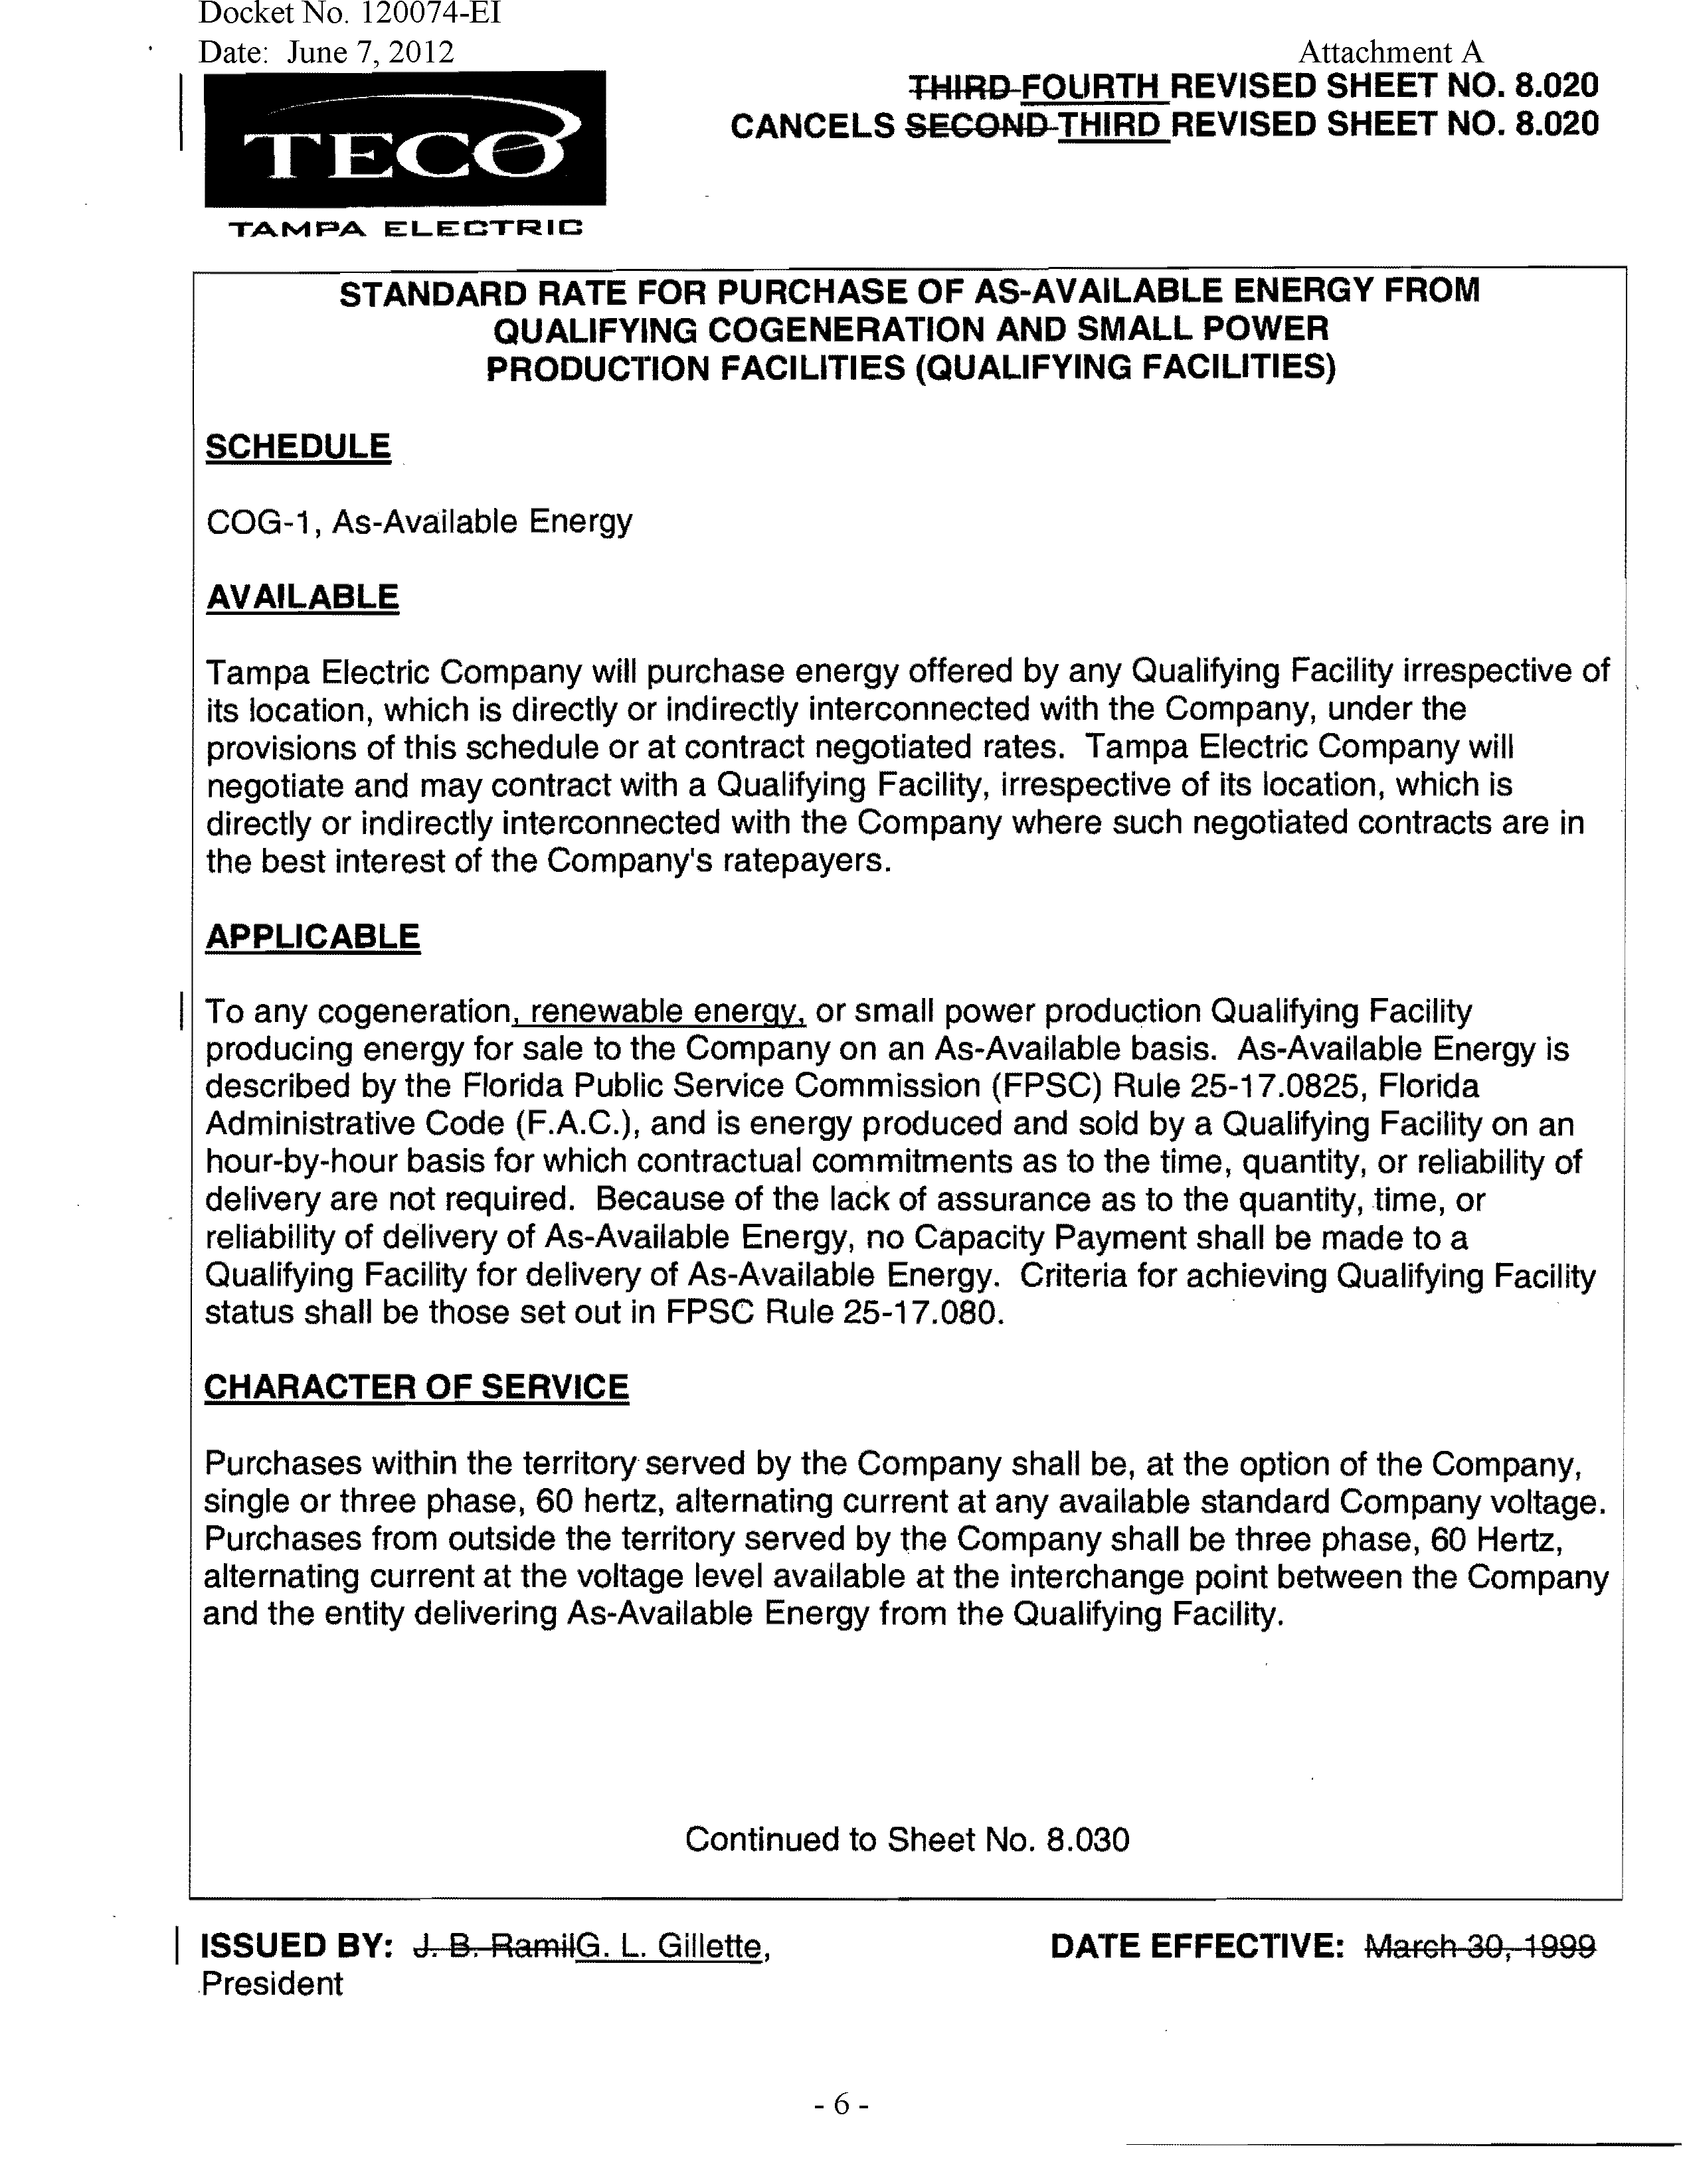 Docket No. 120074-EI
Date: June 7, 2012
Attachment A
THIRD FOURTH REVISED SHEET NO. 8.020
CANCELS SECOND THIRD REVISED SHEET NO. 8.020
TECO
TAMPA ELECTRIC
STANDARD RATE FOR PURCHASE OF AS-AVAILABLE ENERGY FROM
QUALIFYING COGENERATION AND SMALL POWER
PRODUCTION FACILITIES (QUALIFYING FACILITIES)
SCHEDULE
COG-1, As-Available Energy
AVAILABLE
Tampa Electric Company will purchase energy offered by any Qualifying Facility irrespective of
its location, which is directly or indirectly interconnected with the Company, under the
provisions of this schedule or at contract negotiated rates. Tampa Electric Company will
negotiate and may contract with a Qualifying Facility, irrespective of its location, which is
directly or indirectly interconnected with the Company where such negotiated contracts are in
the best interest of the Company's ratepayers.
APPLICABLE
To any cogeneration, renewable energy, or small power production Qualifying Facility
producing energy for sale to the Company on an As-Available basis. As-Available Energy is
described by the Florida Public Service Commission (FPSC) Rule 25-17.0825, Florida
Administrative Code (F.A.C.), and is energy produced and sold by a Qualifying Facility on an
hour-by-hour basis for which contractual commitments as to the time, quantity, or reliability of
delivery are not required. Because of the lack of assurance as to the quantity, time, or
reliability of delivery of As-Available Energy, no Capacity Payment shall be made to a
Qualifying Facility for delivery of As-Available Energy. Criteria for achieving Qualifying Facility
status shall be those set out in FPSC Rule 25-17.080.
CHARACTER OF SERVICE
Purchases within the territory served by the Company shall be, at the option of the Company,
single or three phase, 60 hertz, alternating current at any available standard Company voltage.
Purchases from outside the territory served by the Company shall be three phase, 60 Hertz,
alternating current at the voltage level available at the interchange point between the Company
and the entity delivering As-Available Energy from the Qualifying Facility.
Continued to Sheet No. 8.030
ISSUED BY: J. B. RamilG. L. Gillette,
President
DATE EFFECTIVE: March 30, 1999
- 6 -